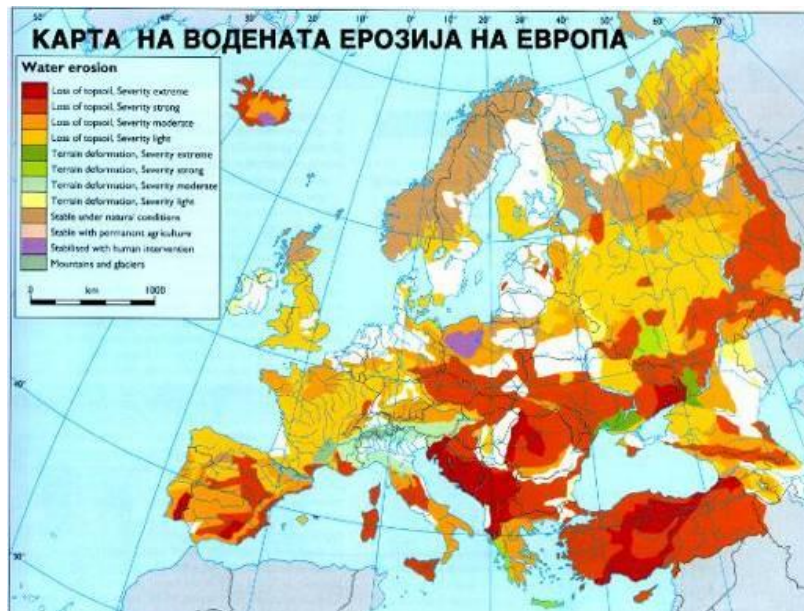 КАРТА НА ВОДЕНАТА ЕРОЗИЈА НА ЕВРОПА
Water erosion
Loss of topsoil, Severity extreme
Loss of topsoil, Severity strong
Loss of topsoil, Severity moderate
Loss of topsoil, Severity light
Terrain deformation, Severity extreme
Terrain deformation, Severity strong
Terrain deformation, Severity moderate
Terrain deformation, Severity light
Stable under natural conditions
Stable with permanent agriculture
Stabilised with human intervention
Mountains and glaciers
0 km 1000